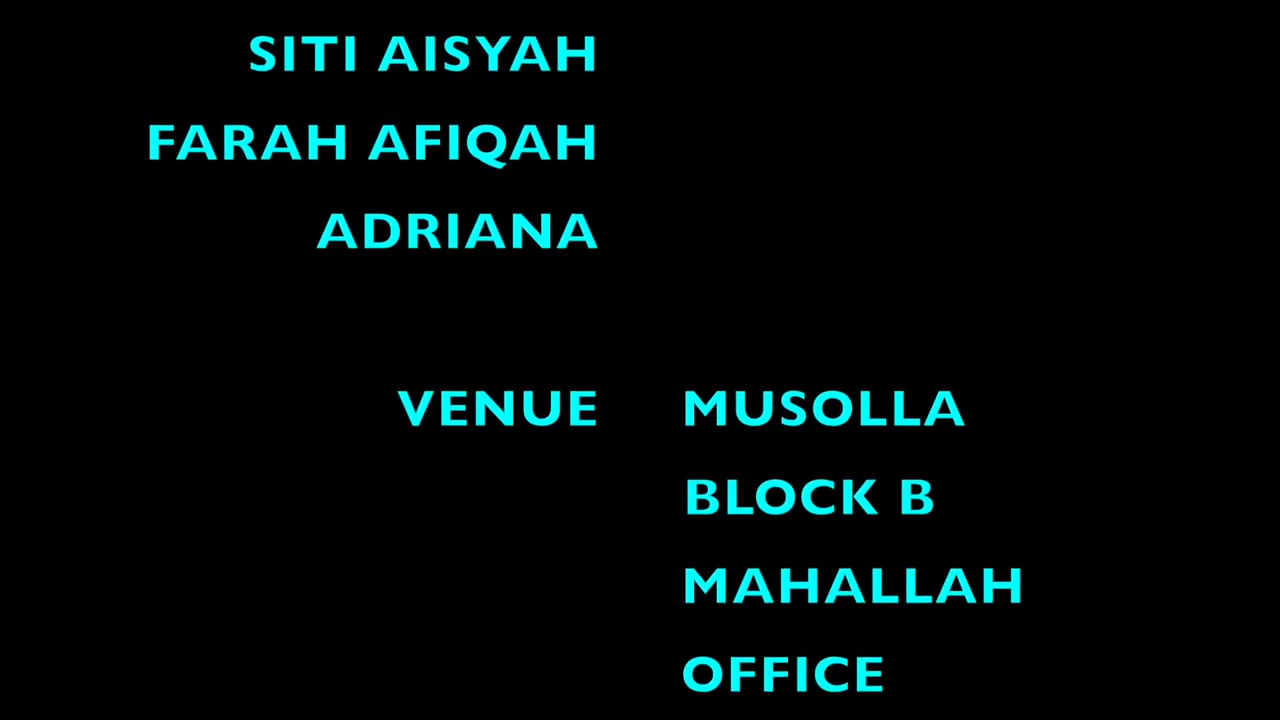 SITI AISYAH
FARAH AFIQAH
ADRIANA
VENUE MUSOLLA
BLOCK B
MAHALLAH
OFFICE